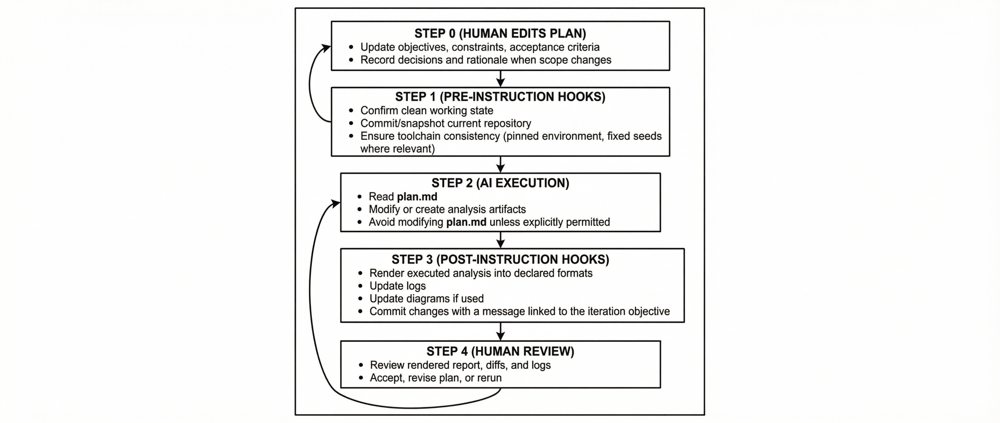 STEP 0 (HUMAN EDITS PLAN)
• Update objectives, constraints, acceptance criteria
• Record decisions and rationale when scope changes
STEP 1 (PRE-INSTRUCTION HOOKS)
• Confirm clean working state
• Commit/snapshot current repository
• Ensure toolchain consistency (pinned environment, fixed seeds
where relevant)
STEP 2 (AI EXECUTION)
• Read plan.md
• Modify or create analysis artifacts
• Avoid modifying plan.md unless explicitly permitted
STEP 3 (POST-INSTRUCTION HOOKS)
• Render executed analysis into declared formats
• Update logs
• Update diagrams if used
• Commit changes with a message linked to the iteration objective
STEP 4 (HUMAN REVIEW)
• Review rendered report, diffs, and logs
• Accept, revise plan, or rerun